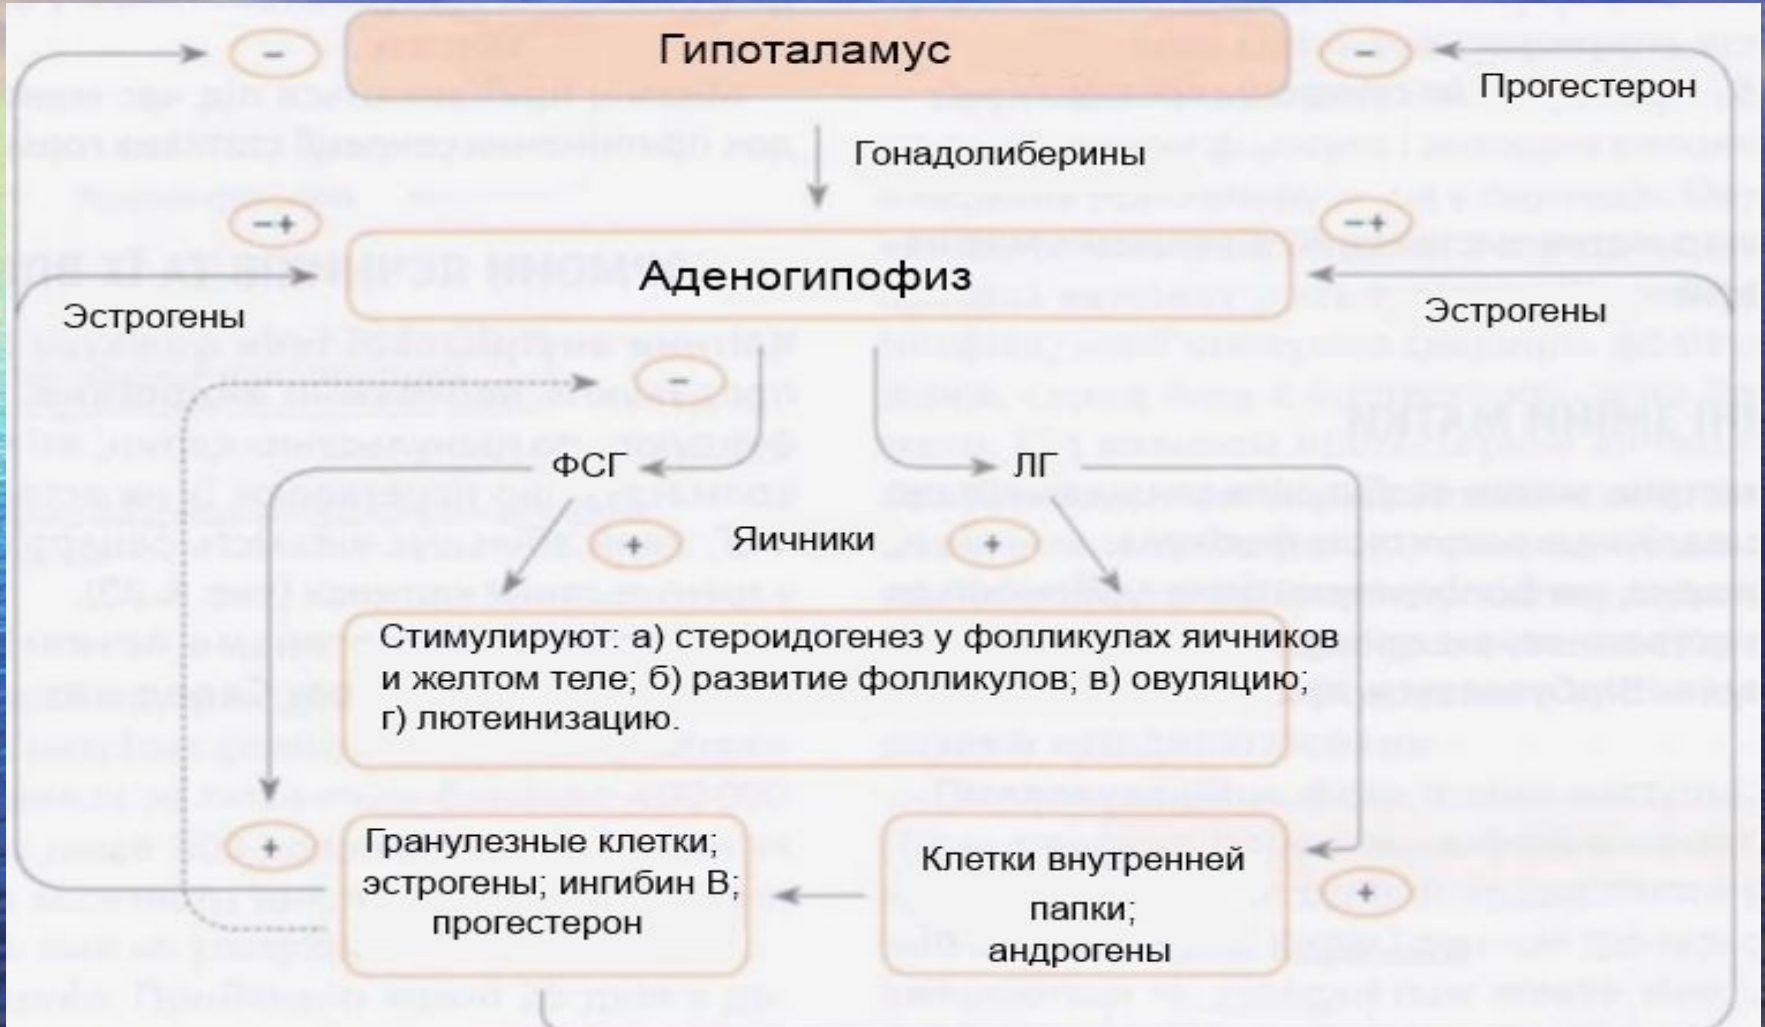 Гипоталамус
−
−
Прогестерон
Гонадолиберины
−+
−+
Аденогипофиз
Эстрогены
Эстрогены
−
ФСГ
ЛГ
+
Яичники
+
Стимулируют: а) стероидогенез у фолликулах яичников
и желтом теле; б) развитие фолликулов; в) овуляцию;
г) лютеинизацию.
+
Гранулезные клетки;
эстрогены; ингибин В;
прогестерон
Клетки внутренней
папки;
андрогены
+